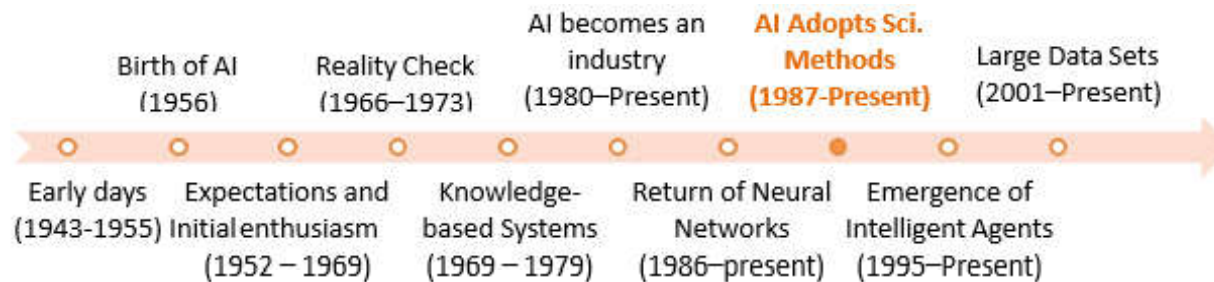 Birth of AI
(1956)
Reality Check
(1966–1973)
AI becomes an
industry
(1980–Present)
AI Adopts Sci.
Methods
(1987-Present)
Large Data Sets
(2001–Present)
Early days
(1943-1955)
Expectations and
Initial enthusiasm
(1952 – 1969)
Knowledge-
based Systems
(1969 – 1979)
Return of Neural
Networks
(1986–present)
Emergence of
Intelligent Agents
(1995–Present)